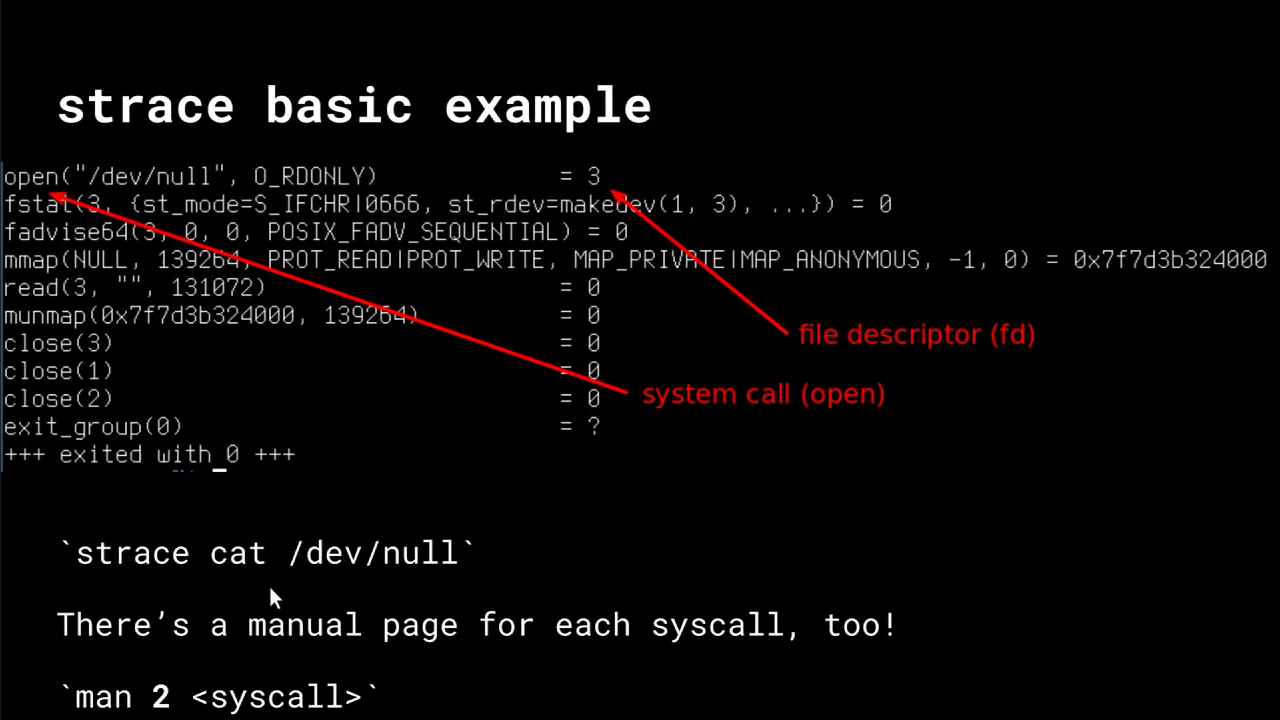 strace basic example
open("/dev/null", O_RDONLY) = 3
fstat(3, {st_mode=S_IFCHR|0666, st_rdev=makedev(1, 3), ...}) = 0
fadvise64(3, 0, 0, POSIX_FADV_SEQUENTIAL) = 0
mmap(NULL, 139264, PROT_READ|PROT_WRITE, MAP_PRIVATE|MAP_ANONYMOUS, -1, 0) = 0x7f7d3b324000
read(3, "", 131072) = 0
munmap(0x7f7d3b324000, 139264) = 0
file descriptor (fd)
close(3) = 0
close(1) = 0
system call (open)
close(2) = 0
exit_group(0) = ?
+++ exited with 0 +++
`strace cat /dev/null`
There’s a manual page for each syscall, too!
`man 2 <syscall>`